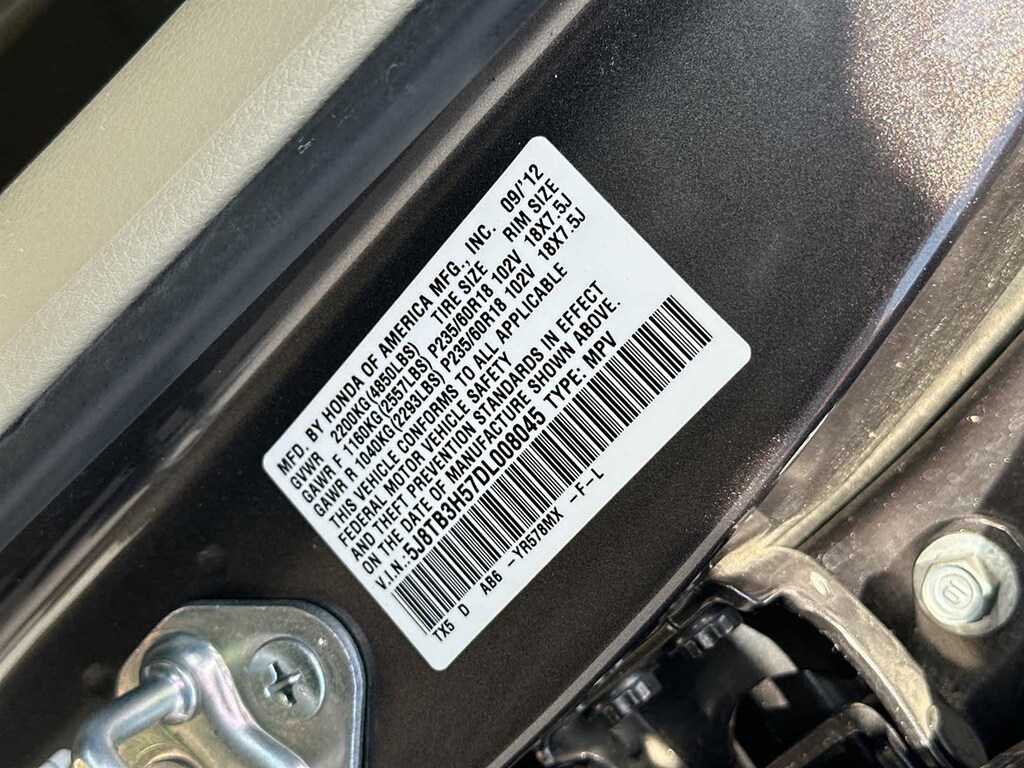 MFD. BY HONDA OF AMERICA MFG., INC. 09/'12
GVWR 2200KG(4850LBS) TIRE SIZE RIM SIZE
GAWR F 1160KG(2557LBS) P235/60R18 102V 18X7.5J
GAWR R 1040KG(2293LBS) P235/60R18 102V 18X7.5J
THIS VEHICLE CONFORMS TO ALL APPLICABLE
FEDERAL MOTOR VEHICLE SAFETY
AND THEFT PREVENTION STANDARDS IN EFFECT
ON THE DATE OF MANUFACTURE SHOWN ABOVE.
V.I.N.:5J8TB3H57DL008045 TYPE: MPV
TX5 D AB6 - YR578MX -F-L